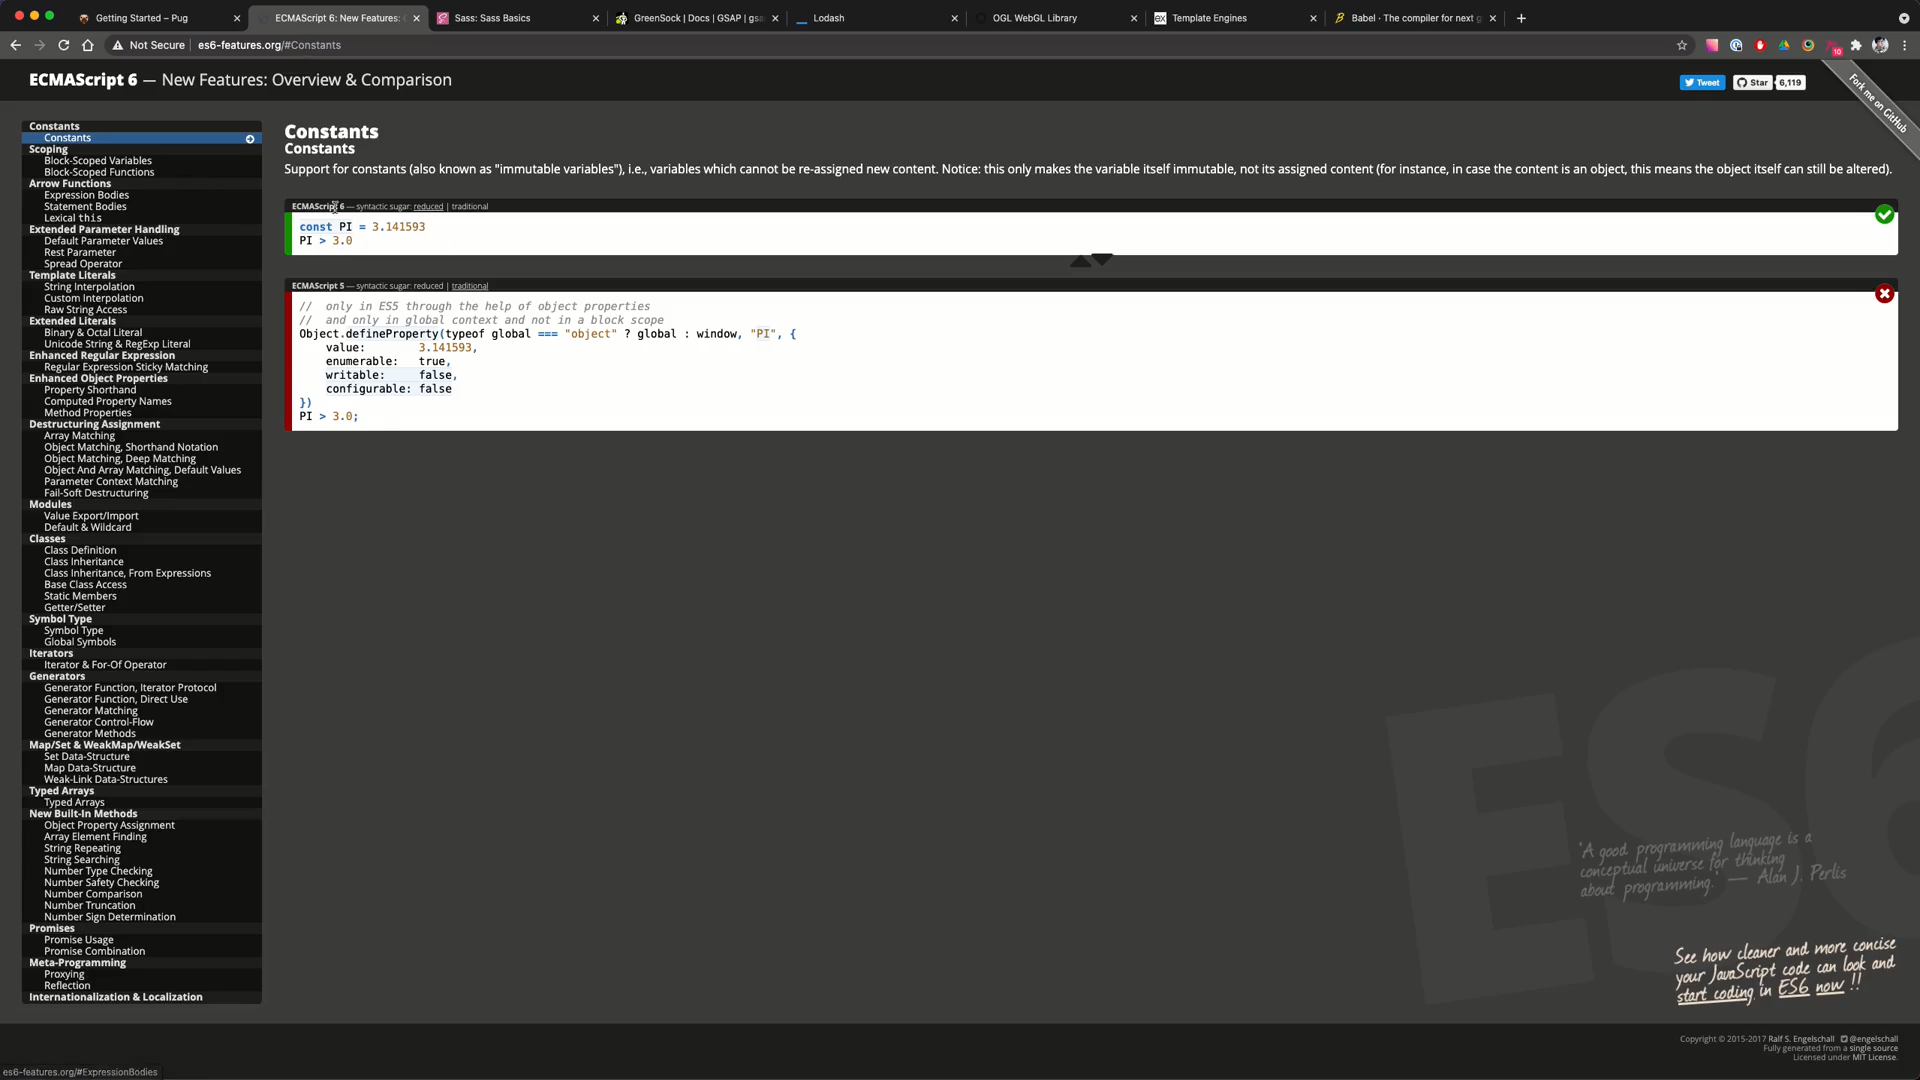 Getting Started – Pug
ECMAScript 6: New Features:
Sass: Sass Basics
GreenSock | Docs | GSAP | gsa
Lodash
OGL WebGL Library
ex Template Engines
Babel · The compiler for next g
Not Secure | es6-features.org/#Constants
10
ECMAScript 6 — New Features: Overview & Comparison
Tweet
Star 6,119
Fork me on GitHub
Constants
Constants
Scoping
Block-Scoped Variables
Block-Scoped Functions
Arrow Functions
Expression Bodies
Statement Bodies
Lexical this
Extended Parameter Handling
Default Parameter Values
Rest Parameter
Spread Operator
Template Literals
String Interpolation
Custom Interpolation
Raw String Access
Extended Literals
Binary & Octal Literal
Unicode String & RegExp Literal
Enhanced Regular Expression
Regular Expression Sticky Matching
Enhanced Object Properties
Property Shorthand
Computed Property Names
Method Properties
Destructuring Assignment
Array Matching
Object Matching, Shorthand Notation
Object Matching, Deep Matching
Object And Array Matching, Default Values
Parameter Context Matching
Fail-Soft Destructuring
Modules
Value Export/Import
Default & Wildcard
Classes
Class Definition
Class Inheritance
Class Inheritance, From Expressions
Base Class Access
Static Members
Getter/Setter
Symbol Type
Symbol Type
Global Symbols
Iterators
Iterator & For-Of Operator
Generators
Generator Function, Iterator Protocol
Generator Function, Direct Use
Generator Matching
Generator Control-Flow
Generator Methods
Map/Set & WeakMap/WeakSet
Set Data-Structure
Map Data-Structure
Weak-Link Data-Structures
Typed Arrays
Typed Arrays
New Built-In Methods
Object Property Assignment
Array Element Finding
String Repeating
String Searching
Number Type Checking
Number Safety Checking
Number Comparison
Number Truncation
Number Sign Determination
Promises
Promise Usage
Promise Combination
Meta-Programming
Proxying
Reflection
Internationalization & Localization
Constants
Constants
Support for constants (also known as "immutable variables"), i.e., variables which cannot be re-assigned new content. Notice: this only makes the variable itself immutable, not its assigned content (for instance, in case the content is an object, this means the object itself can still be altered).
ECMAScript 6 — syntactic sugar: reduced | traditional
const PI = 3.141593
PI > 3.0
ECMAScript 5 — syntactic sugar: reduced | traditional
//  only in ES5 through the help of object properties
//  and only in global context and not in a block scope
Object.defineProperty(typeof global === "object" ? global : window, "PI", {
    value:        3.141593,
    enumerable:   true,
    writable:     false,
    configurable: false
})
PI > 3.0;
ES6
'A good programming language is a
conceptual universe for thinking
about programming.' — Alan J. Perlis
See how cleaner and more concise
your JavaScript code can look and
start coding in ES6 now !!
Copyright © 2015-2017 Ralf S. Engelschall @engelschall
Fully generated from a single source
Licensed under MIT License.
es6-features.org/#ExpressionBodies